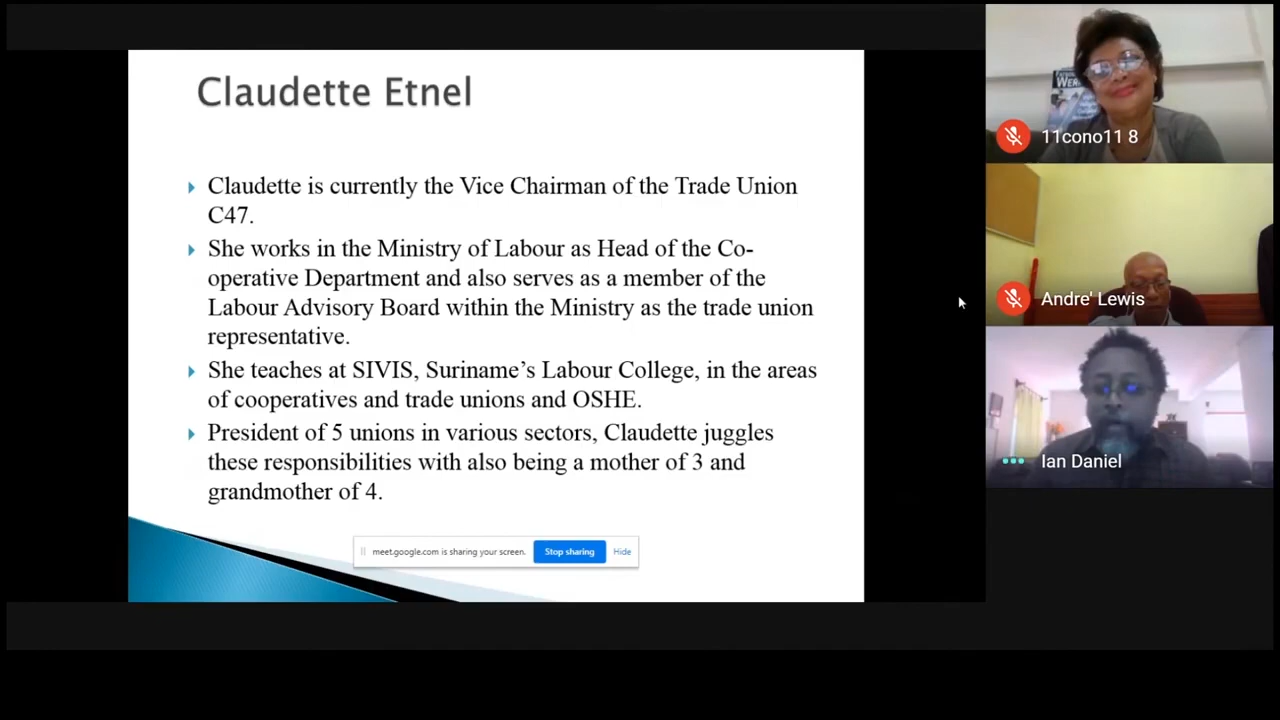 Claudette Etnel
Claudette is currently the Vice Chairman of the Trade Union
C47.
She works in the Ministry of Labour as Head of the Co-
operative Department and also serves as a member of the
Labour Advisory Board within the Ministry as the trade union
representative.
She teaches at SIVIS, Suriname’s Labour College, in the areas
of cooperatives and trade unions and OSHE.
President of 5 unions in various sectors, Claudette juggles
these responsibilities with also being a mother of 3 and
grandmother of 4.
meet.google.com is sharing your screen.
Stop sharing
Hide
11cono11 8
Andre' Lewis
Ian Daniel